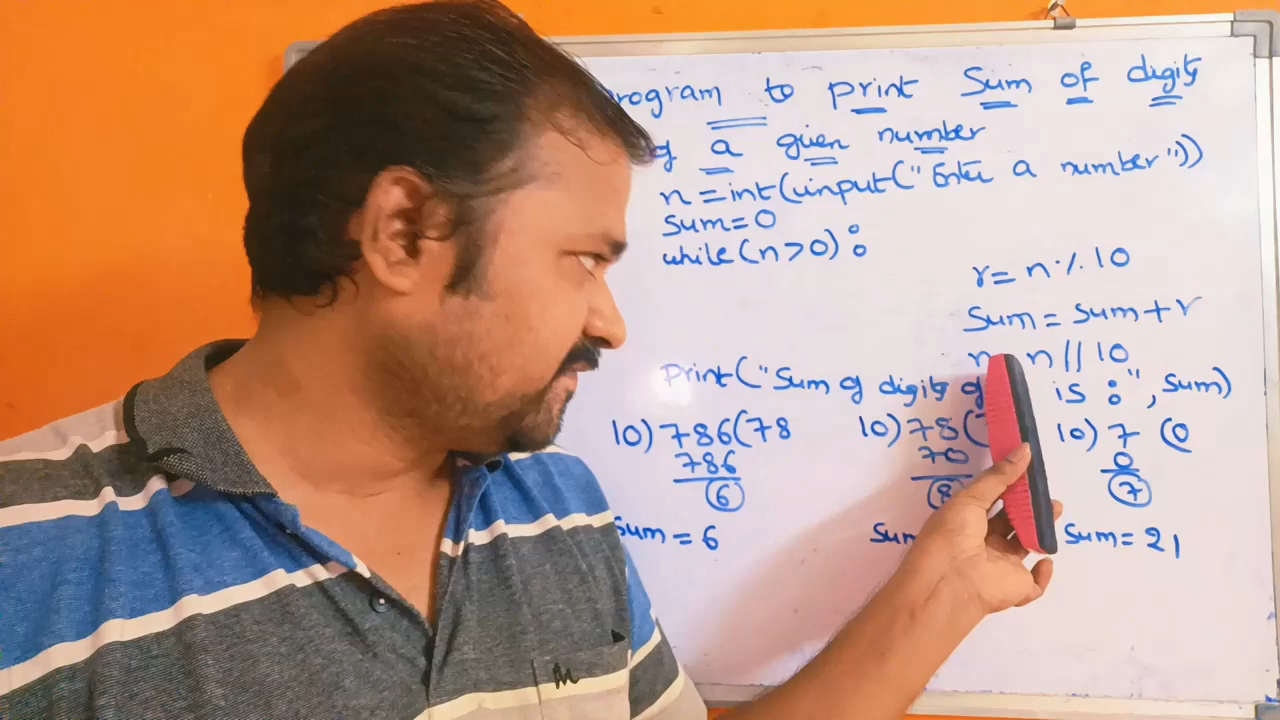 rogram to print Sum of digits
of a given number
n=int(input("Enter a number"))
sum=0
while(n>0):
r=n%10
Sum=sum+r
n n//10
Print("Sum of digits of is:",sum)
10)786(78 10)78( 10)7(0
786 70 0
6 8 7
Sum=6 Sum Sum=21